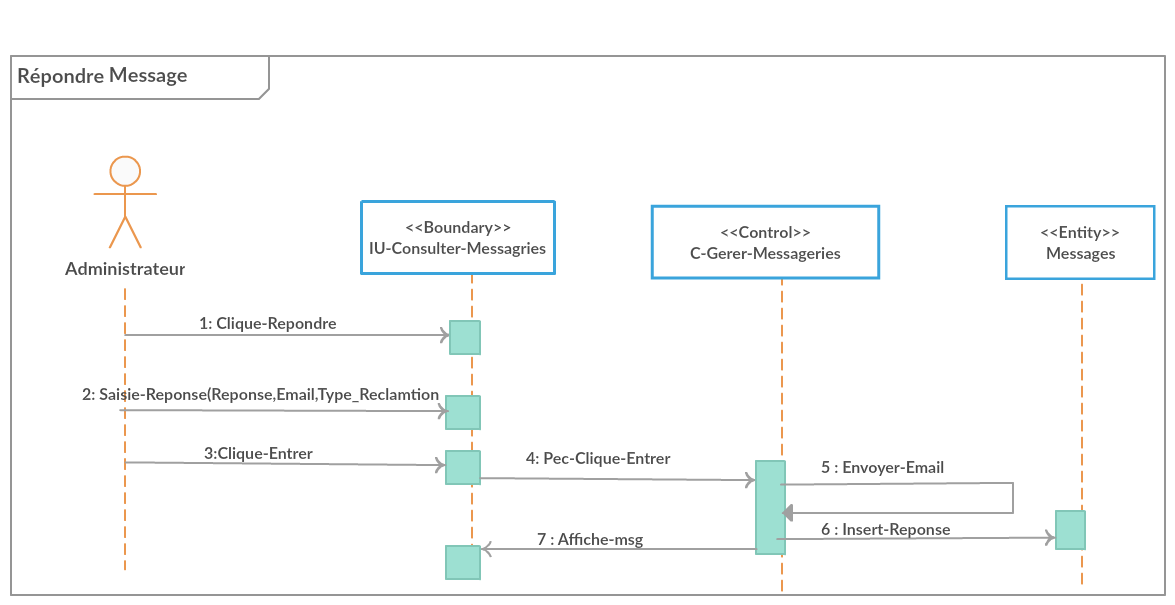 Répondre Message
Administrateur
<<Boundary>>
IU-Consulter-Messagries
<<Control>>
C-Gerer-Messageries
<<Entity>>
Messages
1: Clique-Repondre
2: Saisie-Reponse(Reponse,Email,Type_Reclamtion
3:Clique-Entrer
4: Pec-Clique-Entrer
5 : Envoyer-Email
6 : Insert-Reponse
7 : Affiche-msg